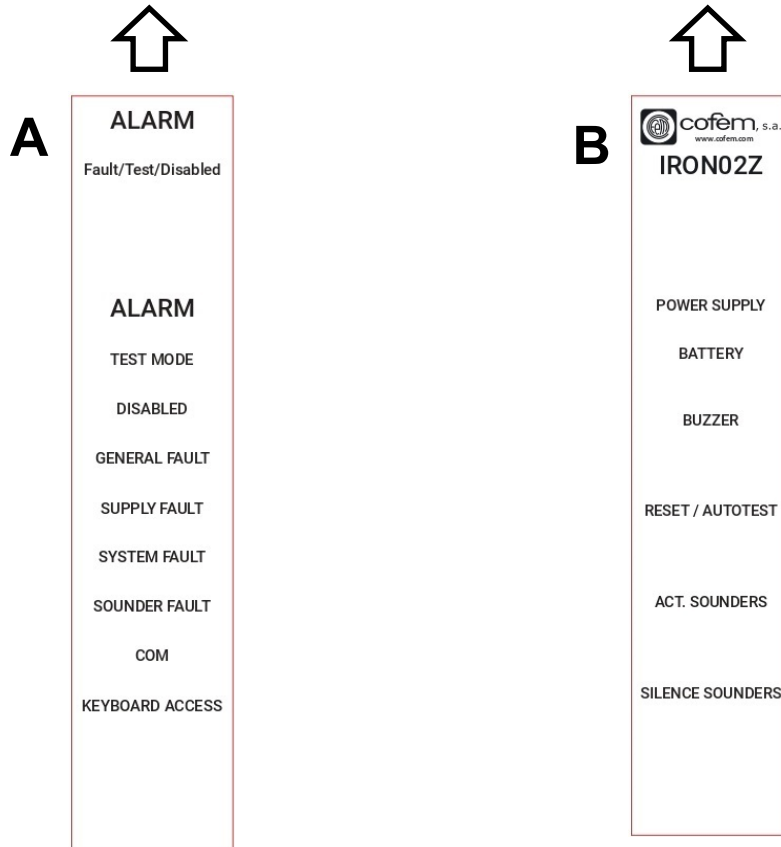 A
ALARM
Fault/Test/Disabled
ALARM
TEST MODE
DISABLED
GENERAL FAULT
SUPPLY FAULT
SYSTEM FAULT
SOUNDER FAULT
COM
KEYBOARD ACCESS
B
cofem, s.a.
www.cofem.com
IRON02Z
POWER SUPPLY
BATTERY
BUZZER
RESET / AUTOTEST
ACT. SOUNDERS
SILENCE SOUNDERS